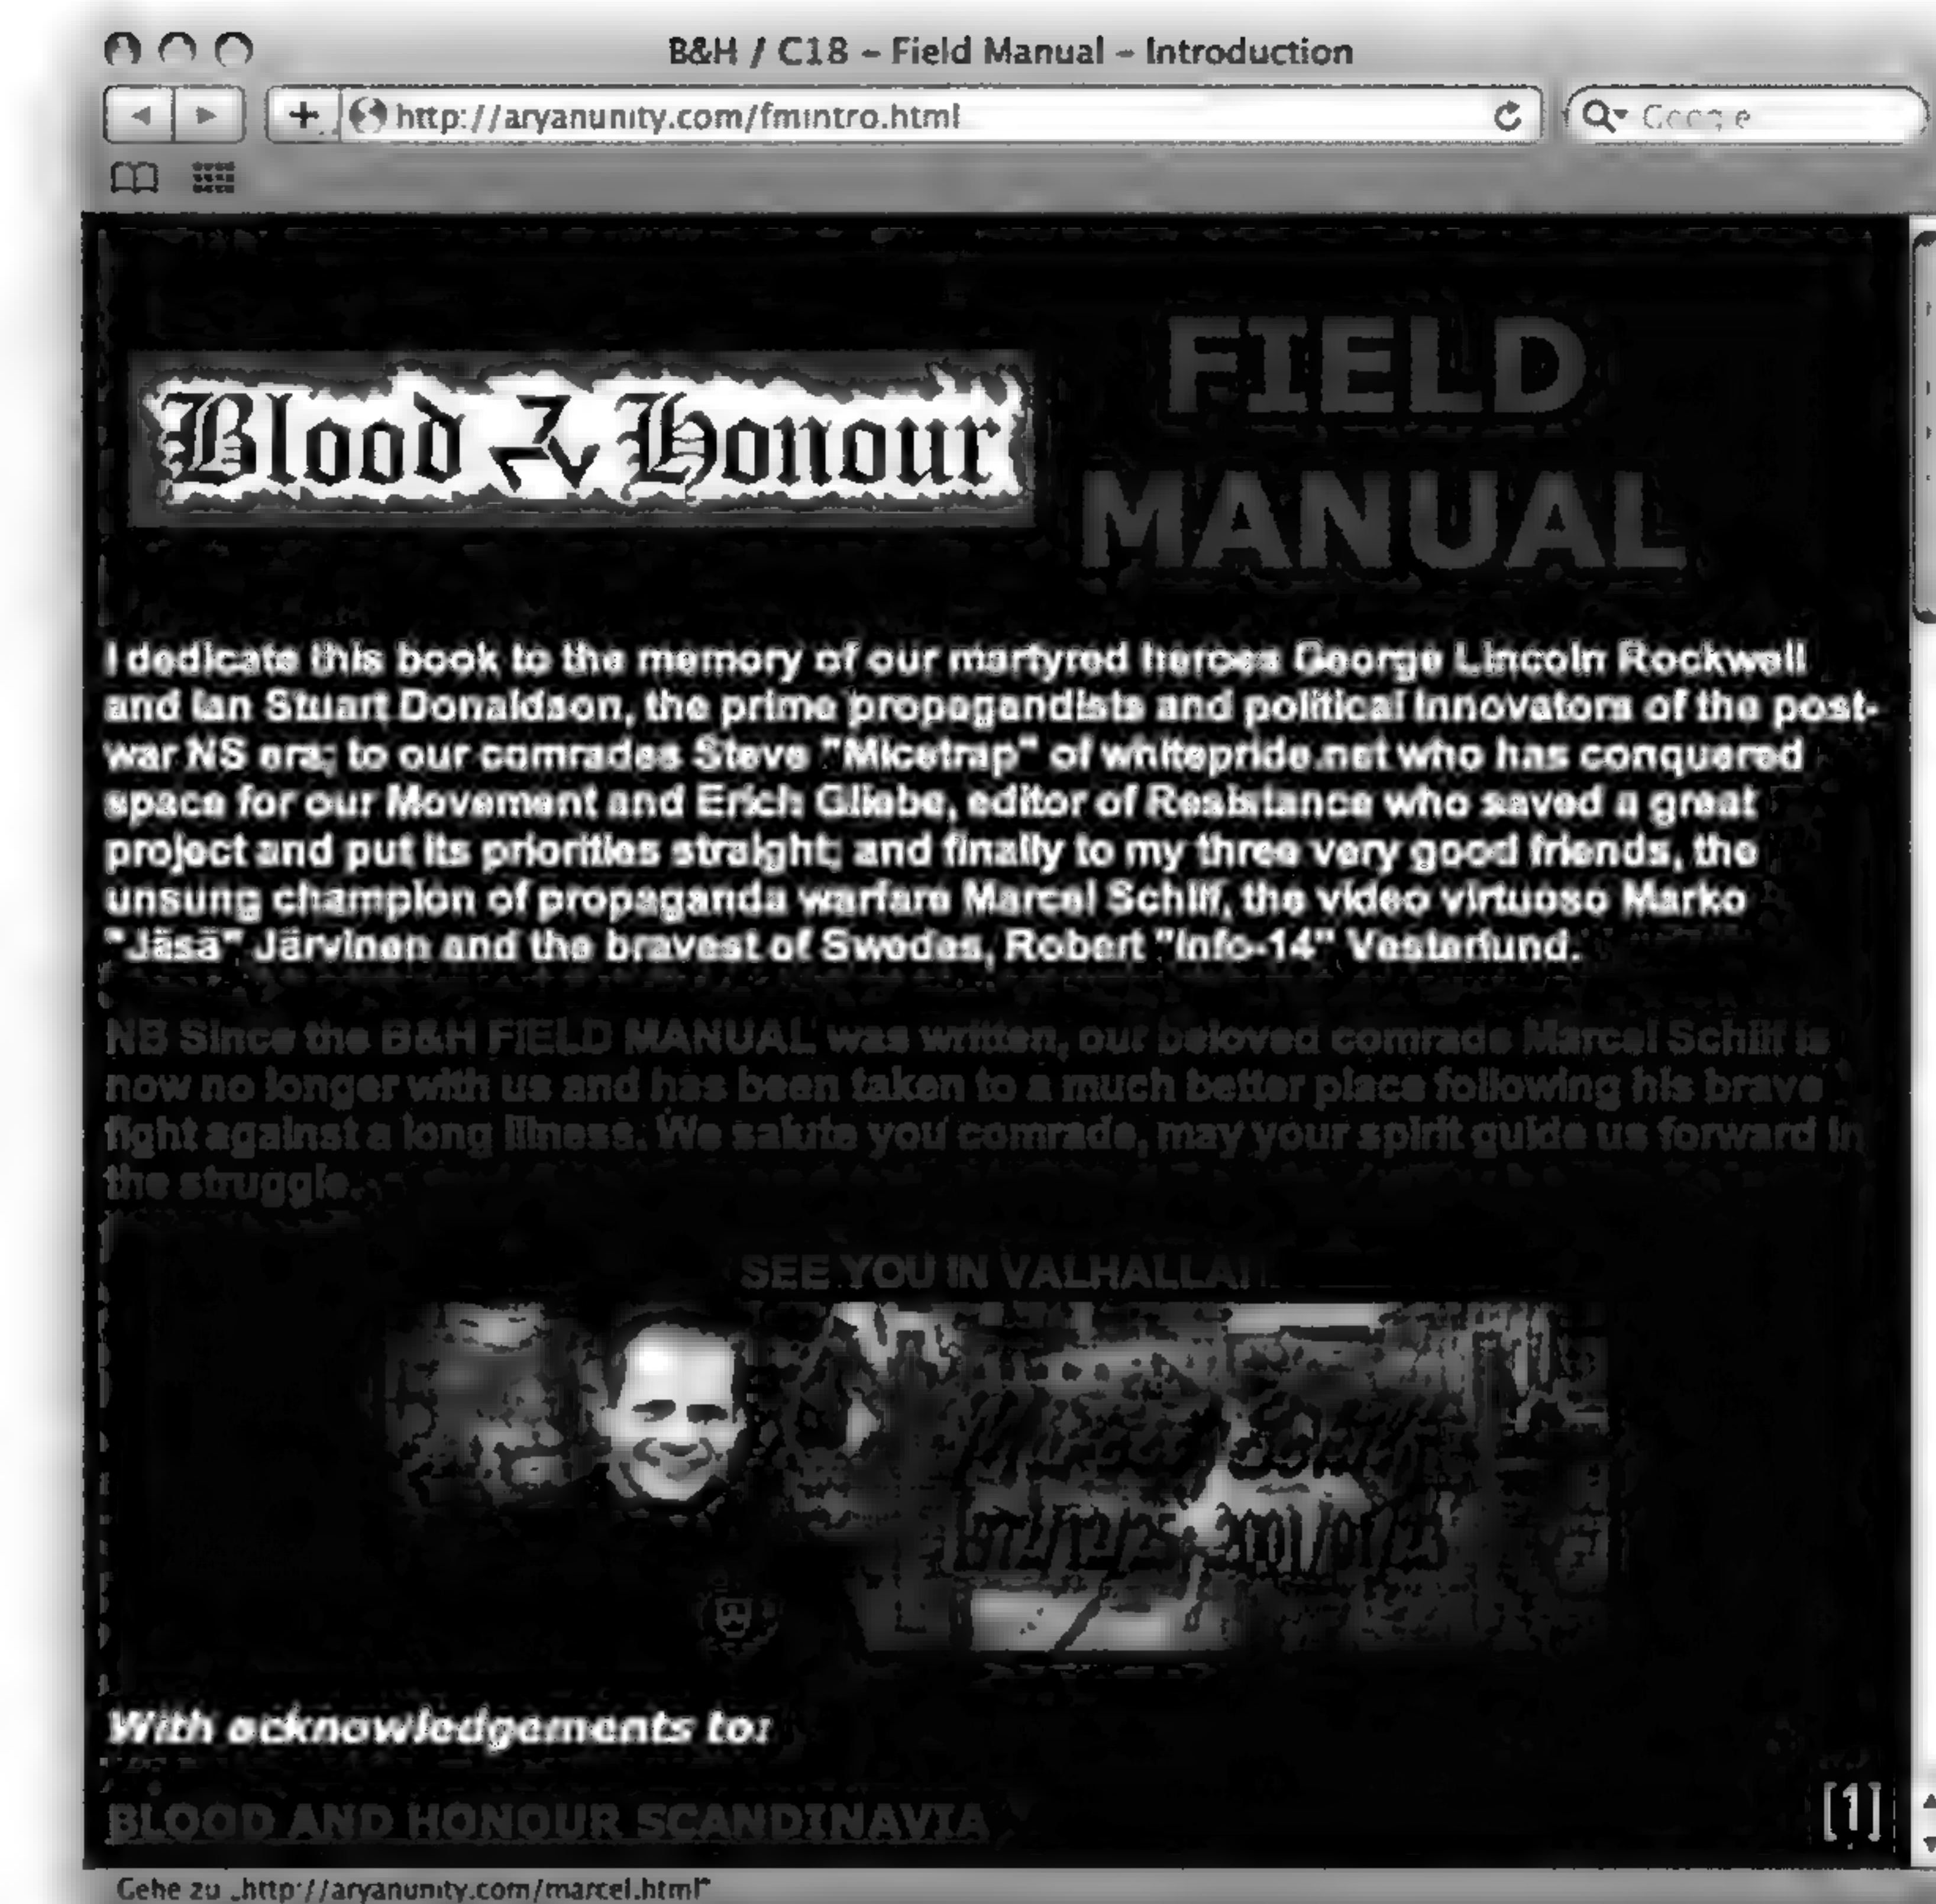 B&H / C18 – Field Manual – Introduction
http://aryanunity.com/fmintro.html
Google
Blood Honour
FIELD
MANUAL
I dedicate this book to the memory of our martyred heroes George Lincoln Rockwell
and Ian Stuart Donaldson, the prime propagandists and political innovators of the post-
war NS era; to our comrades Steve "Micetrap" of whitepride.net who has conquered
space for our Movement and Erich Gliebe, editor of Resistance who saved a great
project and put its priorities straight; and finally to my three very good friends, the
unsung champion of propaganda warfare Marcel Schilf, the video virtuoso Marko
"Jäsä" Järvinen and the bravest of Swedes, Robert "Info-14" Vesterlund.
NB Since the B&H FIELD MANUAL was written, our beloved comrade Marcel Schilf is
now no longer with us and has been taken to a much better place following his brave
fight against a long illness. We salute you comrade, may your spirit guide us forward in
the struggle.
SEE YOU IN VALHALLA!
Marcel Schilf
With acknowledgements to:
BLOOD AND HONOUR SCANDINAVIA
[1]
Gehe zu „http://aryanunity.com/marcel.html"